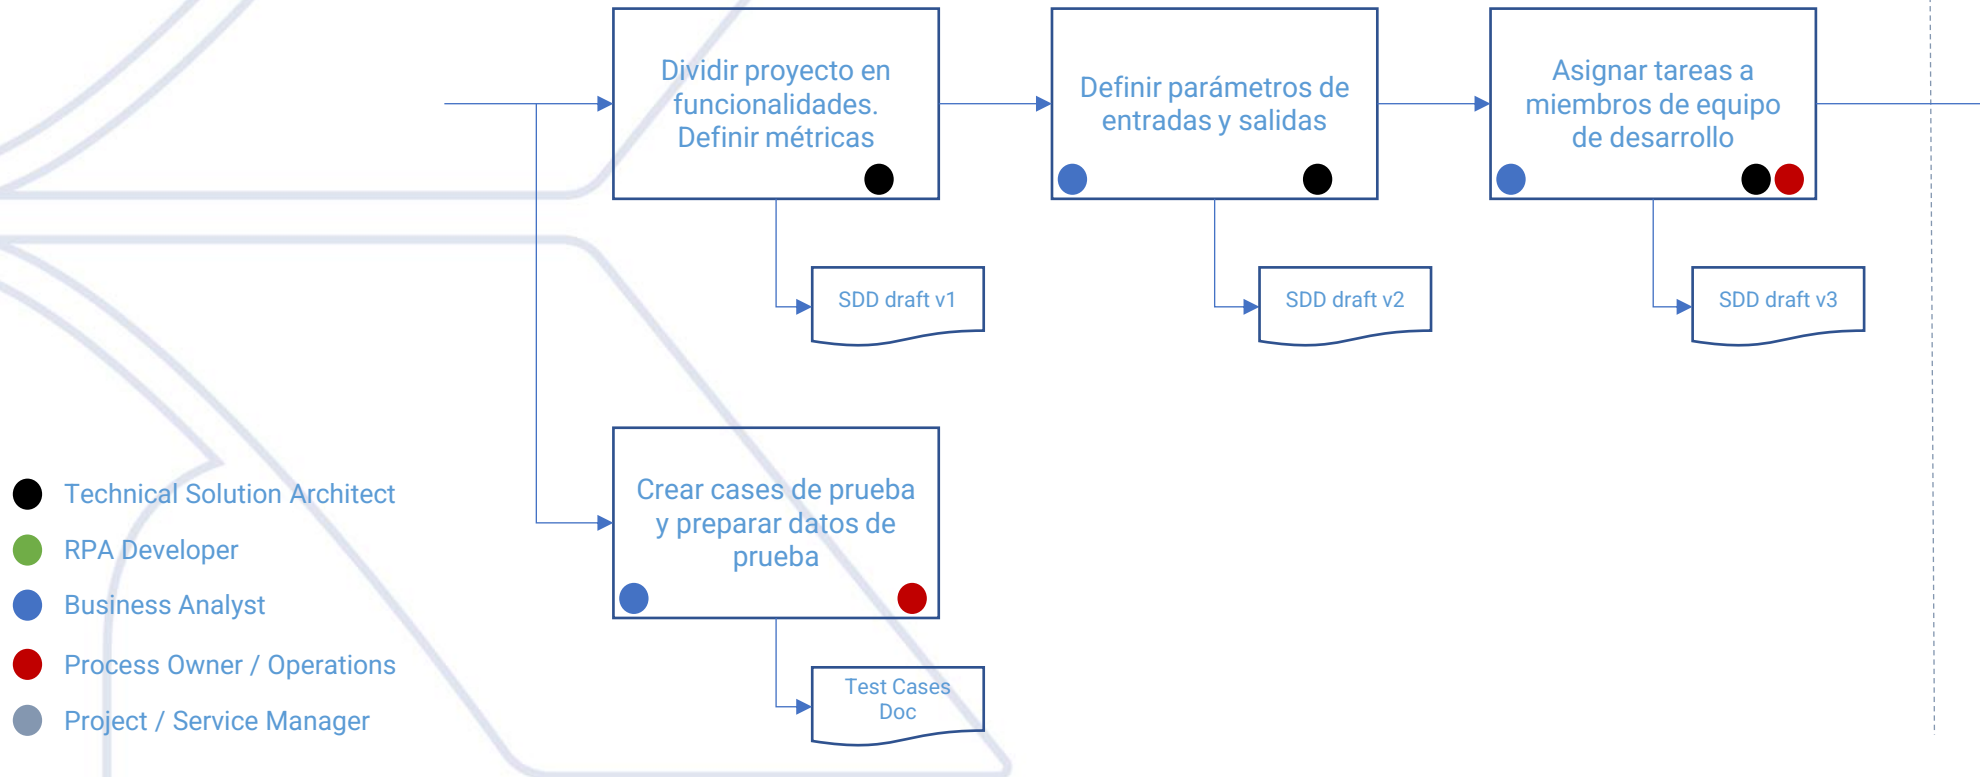 Dividir proyecto en
funcionalidades.
Definir métricas
Definir parámetros de
entradas y salidas
Asignar tareas a
miembros de equipo
de desarrollo
SDD draft v1
SDD draft v2
SDD draft v3
Crear cases de prueba
y preparar datos de
prueba
Test Cases
Doc
Technical Solution Architect
RPA Developer
Business Analyst
Process Owner / Operations
Project / Service Manager